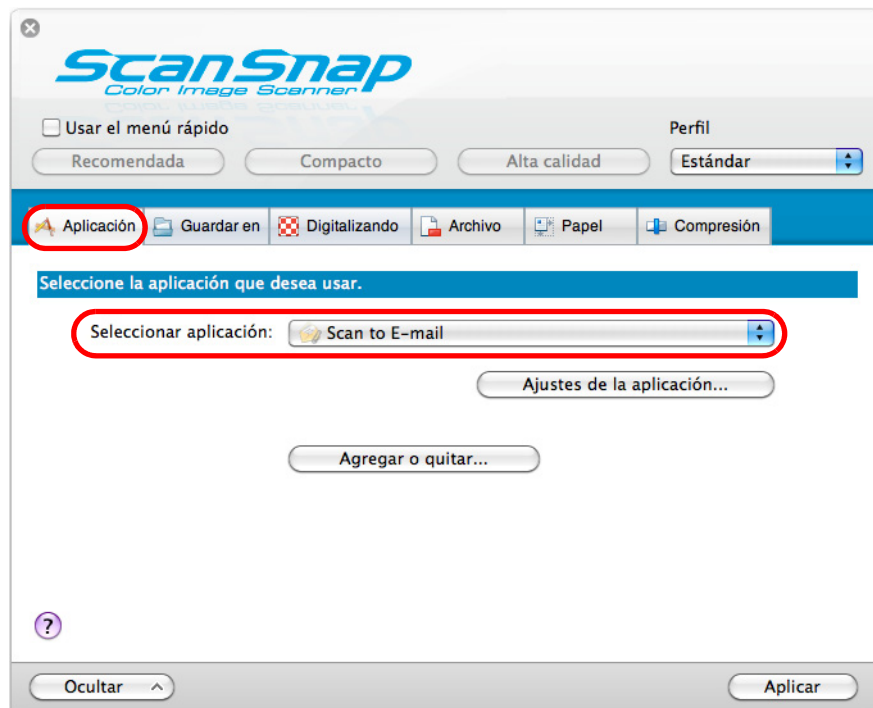 ScanSnap
Color Image Scanner
Usar el menú rápido
Perfil
Recomendada Compacto Alta calidad Estándar
Aplicación Guardar en Digitalizando Archivo Papel Compresión
Seleccione la aplicación que desea usar.
Seleccionar aplicación: Scan to E-mail
Ajustes de la aplicación...
Agregar o quitar...
?
Ocultar Aplicar